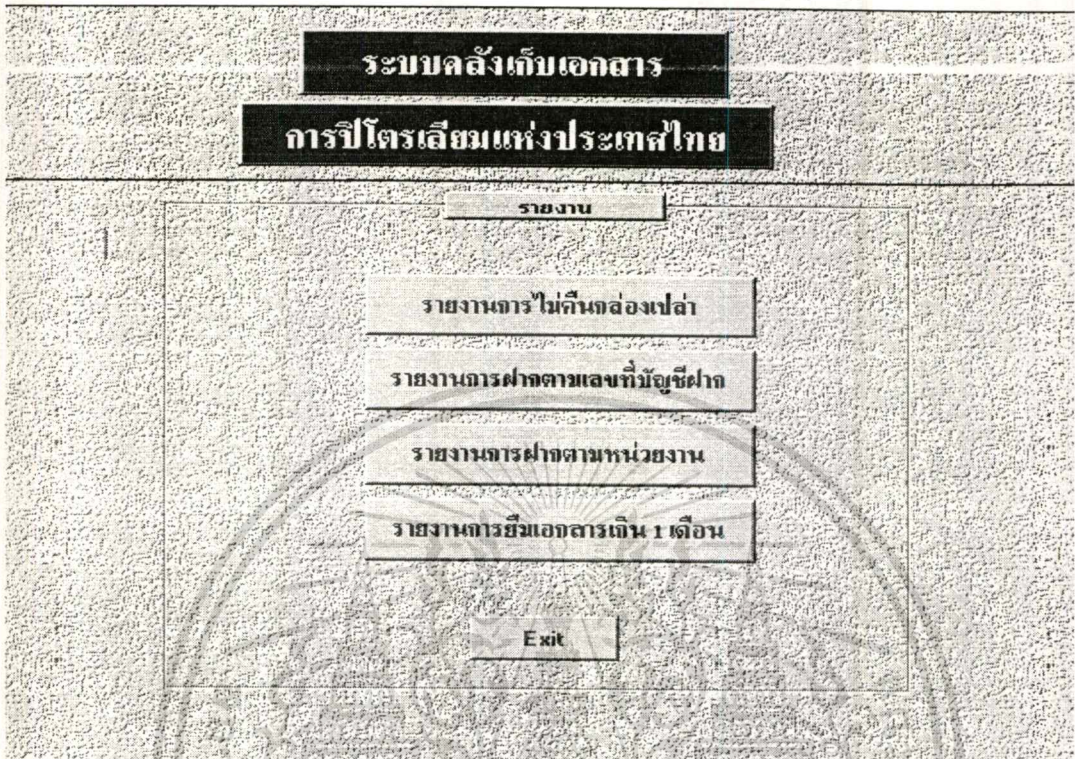 ระบบคลังเก็บเอกสาร
การปิโตรเลียมแห่งประเทศไทย
รายงาน
รายงานการไม่คืนกล่องเปล่า
รายงานการฝากตามเลขที่บัญชีฝาก
รายงานการฝากตามหน่วยงาน
รายงานการยืมเอกสารเกิน 1 เดือน
Exit